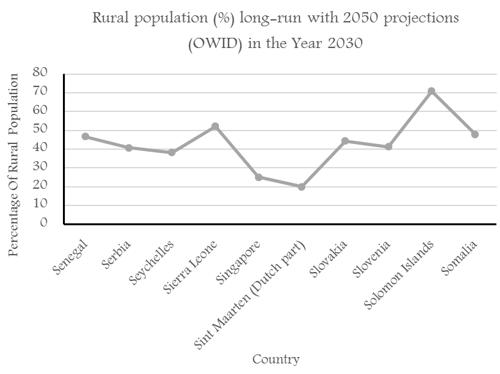 Rural population (%) long-run with 2050 projections
(OWID) in the Year 2030
Percentage Of Rural Population
80
70
60
50
40
30
20
10
0
Senegal
Serbia
Seychelles
Sierra Leone
Singapore
Sint Maarten (Dutch part)
Slovakia
Slovenia
Solomon Islands
Somalia
Country